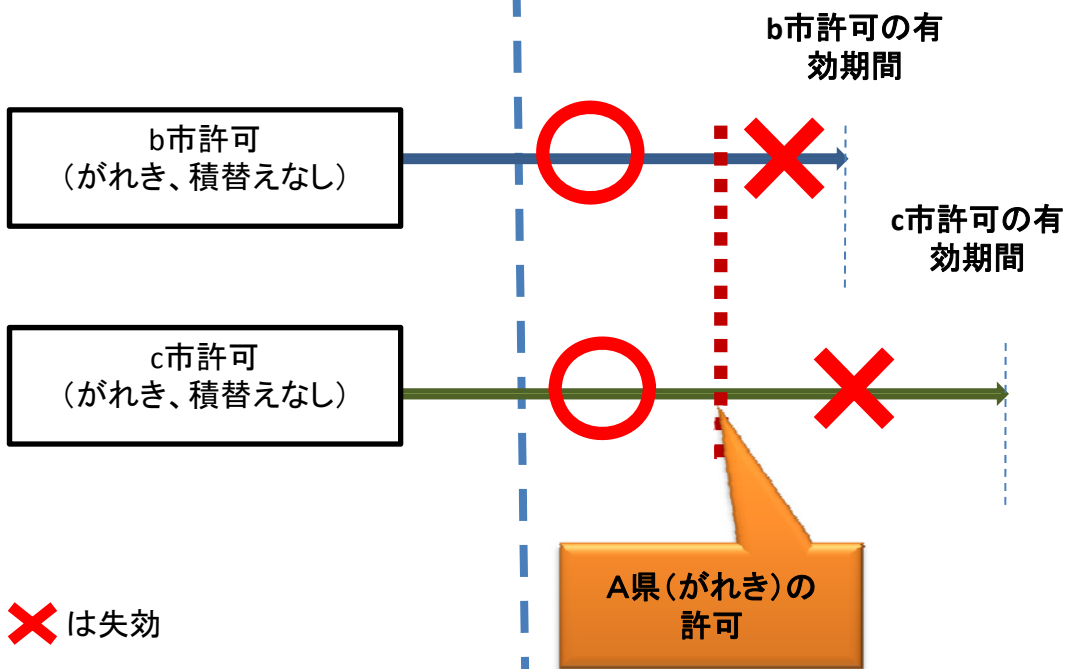 b市許可の有
効期間
b市許可
（がれき、積替えなし）
c市許可の有
効期間
c市許可
（がれき、積替えなし）
A県（がれき）の
許可
は失効